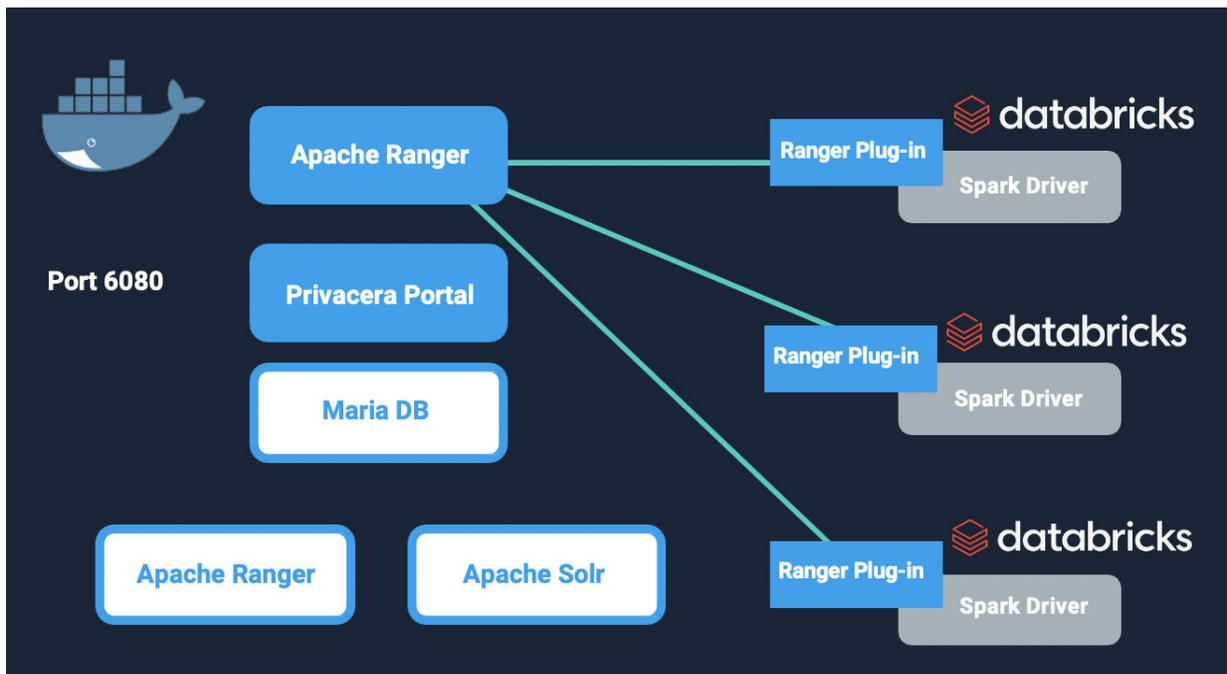 Apache Ranger
Port 6080
Privacera Portal
Maria DB
Apache Ranger
Apache Solr
Ranger Plug-in
databricks
Spark Driver
Ranger Plug-in
databricks
Spark Driver
Ranger Plug-in
databricks
Spark Driver